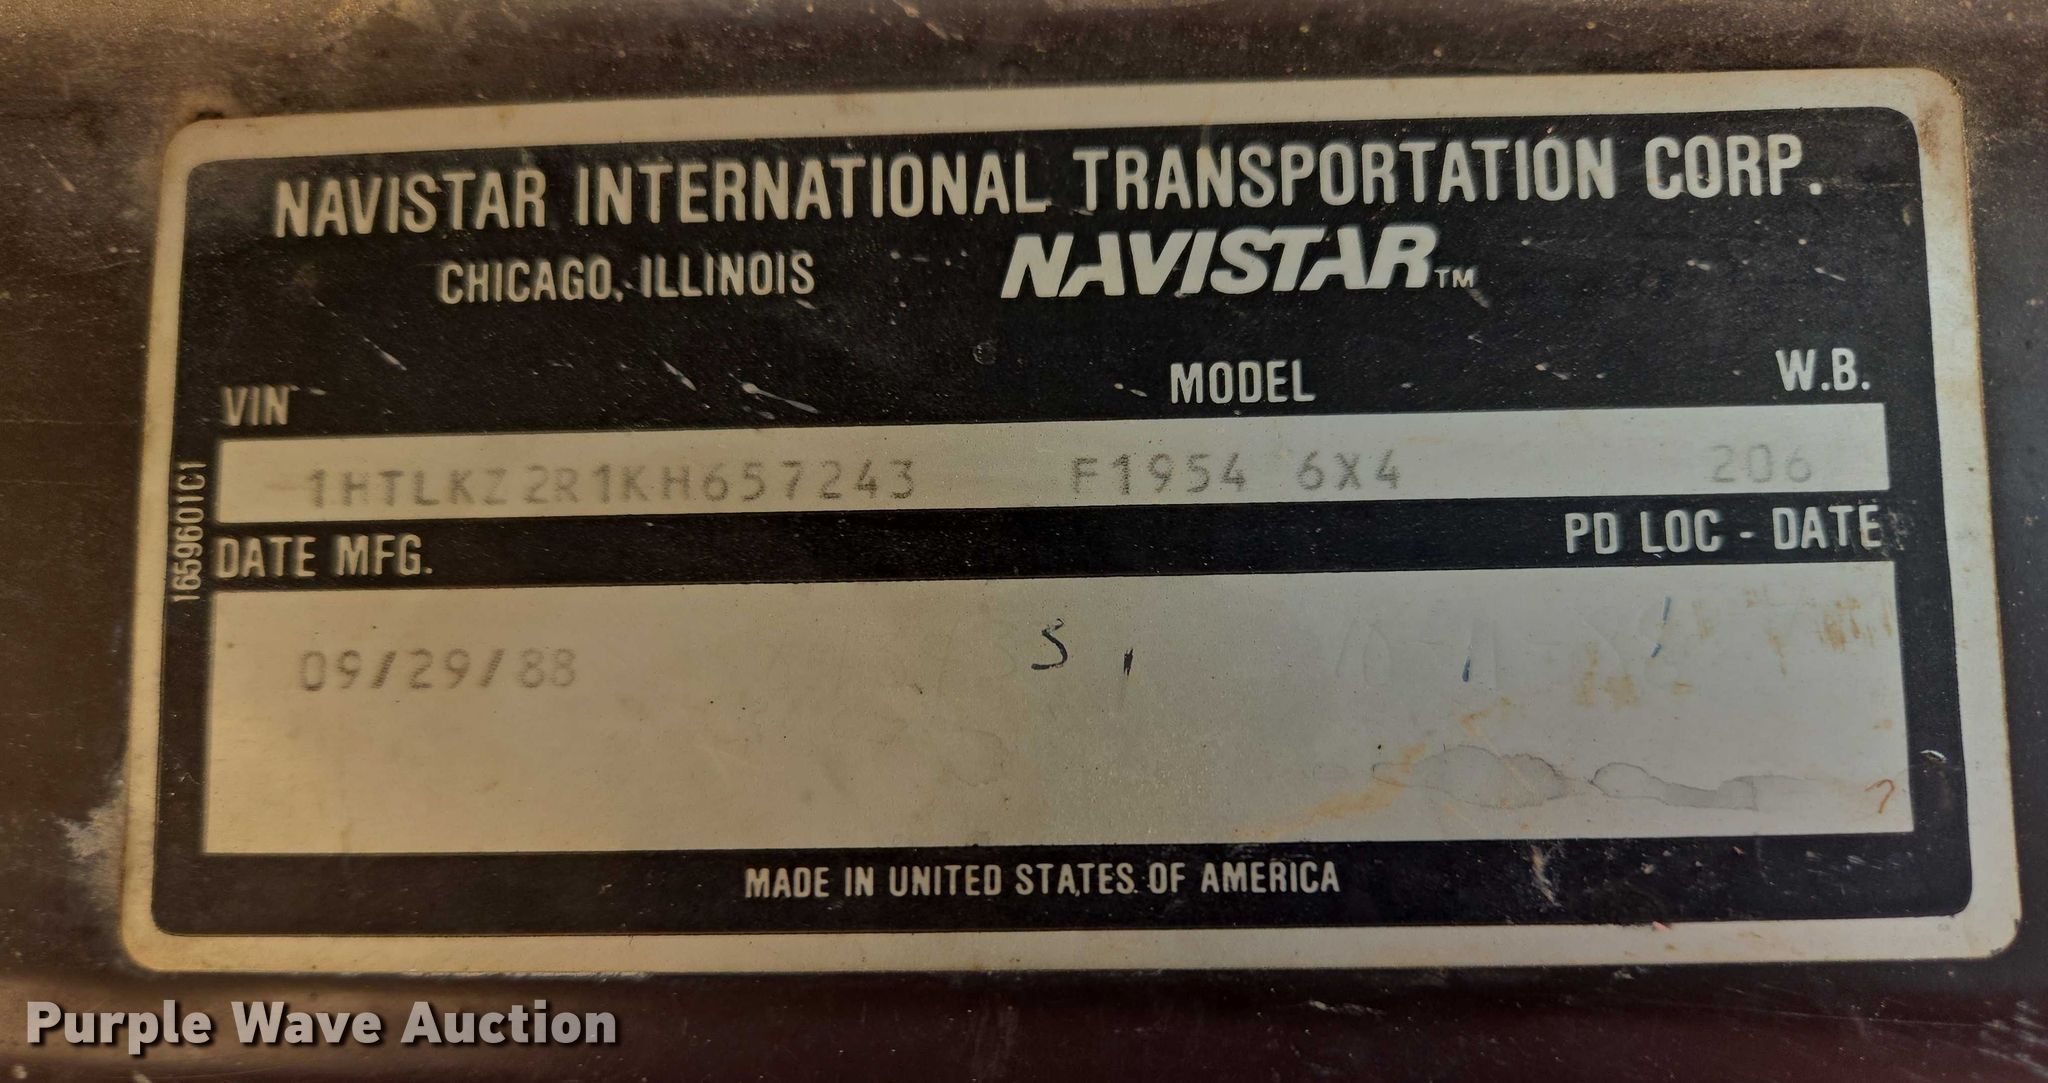 NAVISTAR INTERNATIONAL TRANSPORTATION CORP.
CHICAGO, ILLINOIS NAVISTAR™
VIN MODEL W.B.
1HTLKZ2R1KH657243 F1954 6X4 206
DATE MFG. PD LOC - DATE
09/29/88
1659601C1
MADE IN UNITED STATES OF AMERICA
Purple Wave Auction